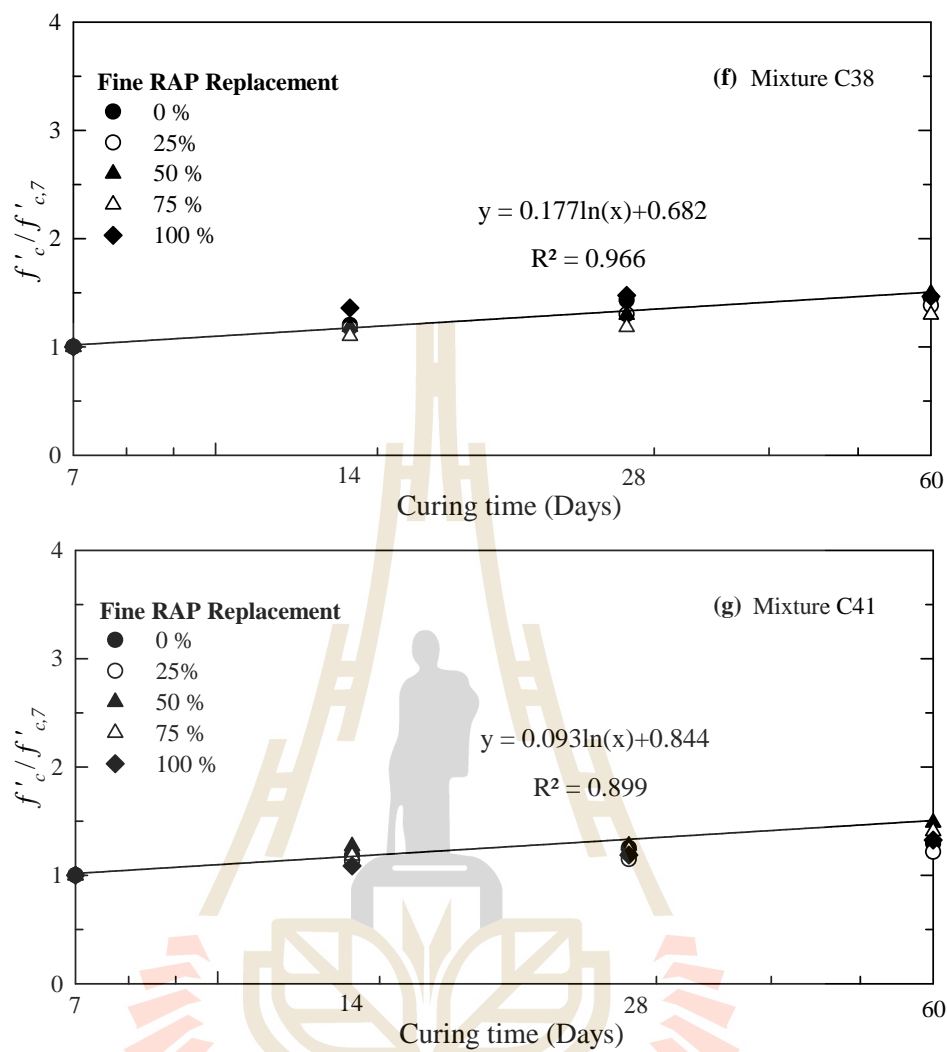 4
Fine RAP Replacement
(f) Mixture C38
0 %
25%
50 %
75 %
100 %
3
y = 0.177ln(x)+0.682
R² = 0.966
2
1
0
f'c/f'c,7
7 14 28 60
Curing time (Days)
4
Fine RAP Replacement
(g) Mixture C41
0 %
25%
50 %
75 %
100 %
3
y = 0.093ln(x)+0.844
R² = 0.899
2
1
0
f'c/f'c,7
7 14 28 60
Curing time (Days)